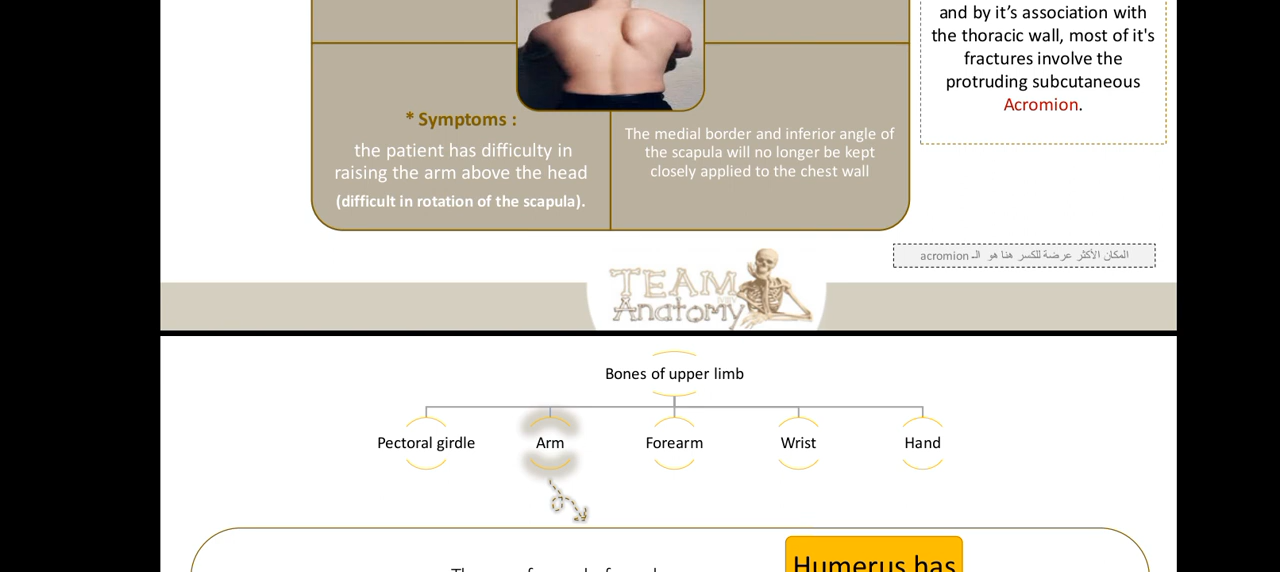 and by it’s association with
the thoracic wall, most of it's
fractures involve the
protruding subcutaneous
Acromion.
* Symptoms :
the patient has difficulty in
raising the arm above the head
(difficult in rotation of the scapula).
The medial border and inferior angle of
the scapula will no longer be kept
closely applied to the chest wall
المكان الأكثر عرضة للكسر هنا هو الـ acromion
TEAM
Anatomy
Bones of upper limb
Pectoral girdle
Arm
Forearm
Wrist
Hand
Humerus has